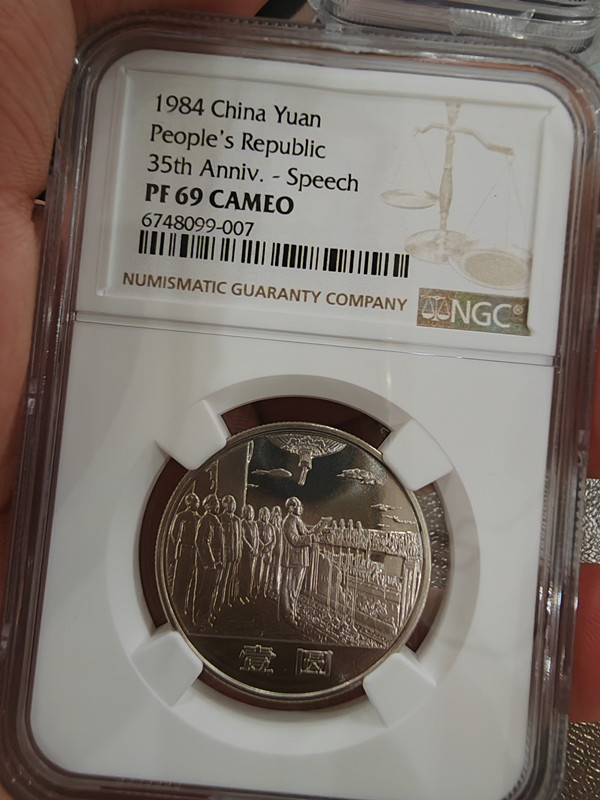 1984 China Yuan
People's Republic
35th Anniv. - Speech
PF 69 CAMEO
6748099-007
NUMISMATIC GUARANTY COMPANY
NGC®
壹圆